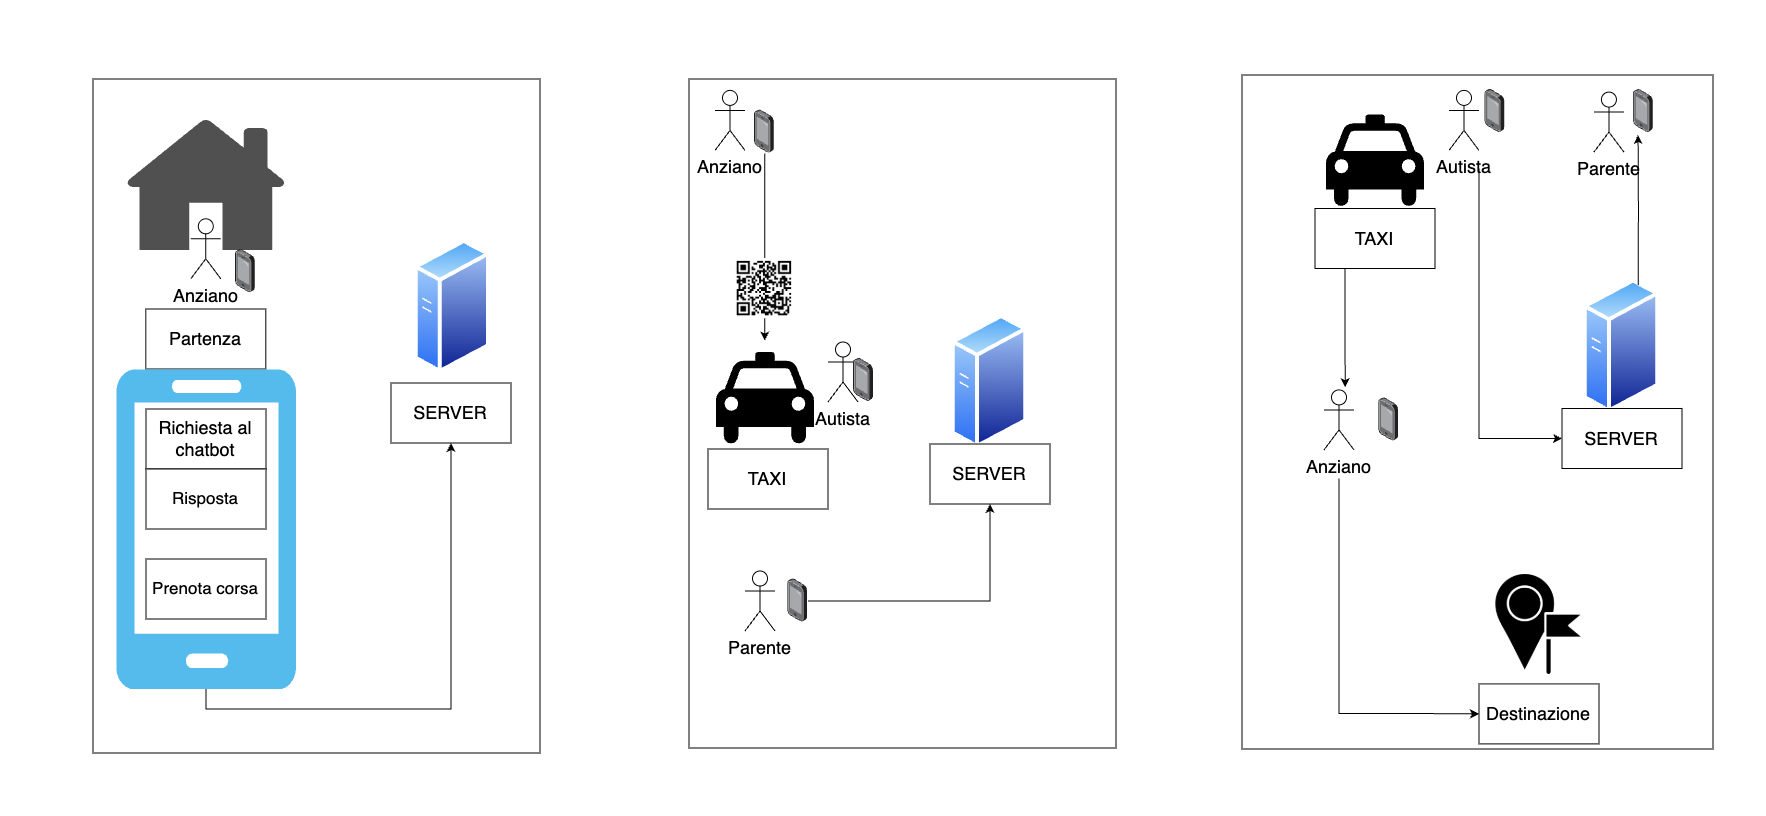 Anziano
Partenza
Richiesta al
chatbot
Risposta
Prenota corsa
SERVER
Anziano
Autista
TAXI
SERVER
Parente
Autista
Parente
TAXI
Anziano
SERVER
Destinazione